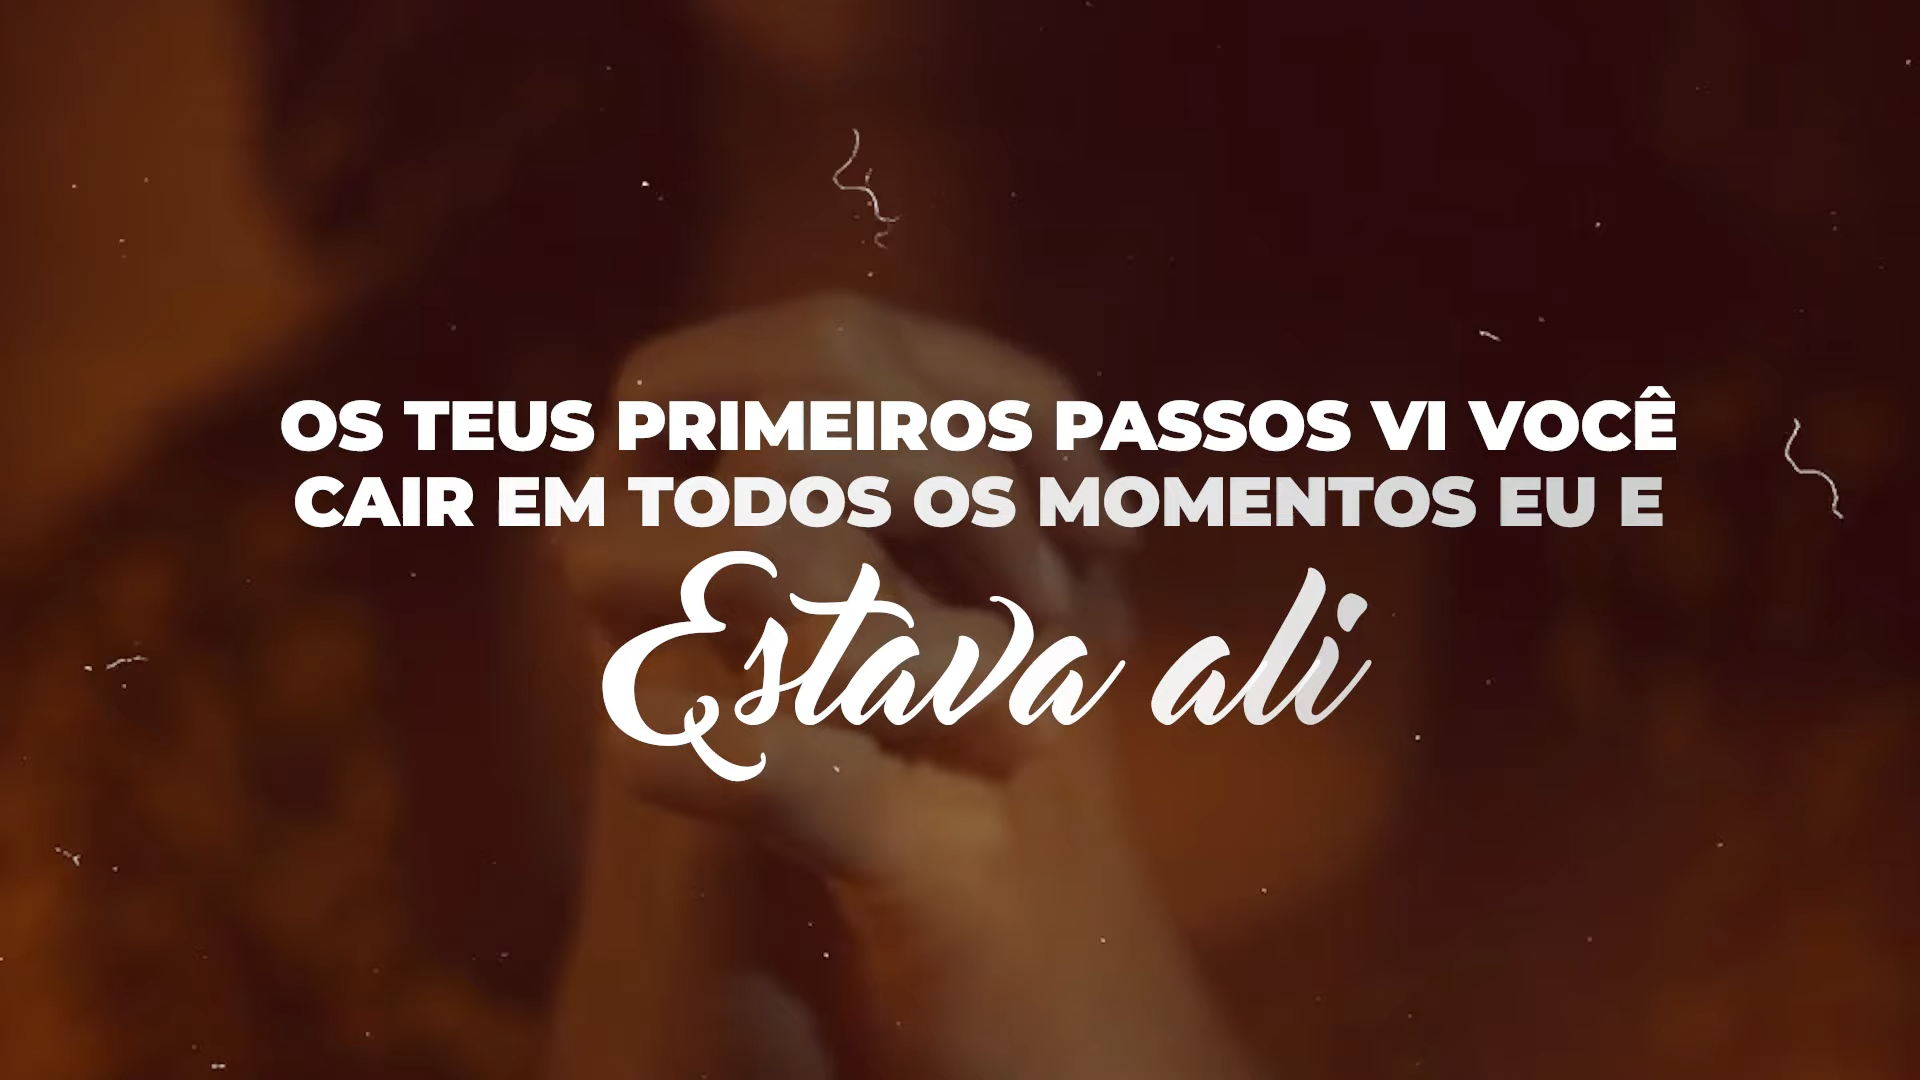 OS TEUS PRIMEIROS PASSOS VI VOCÊ
CAIR EM TODOS OS MOMENTOS EU E
Estava ali